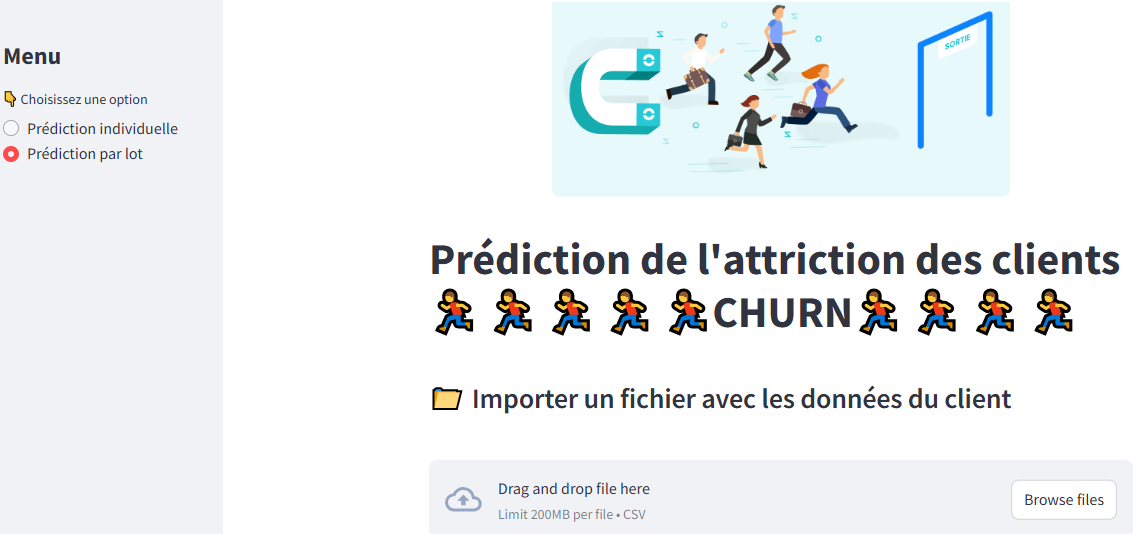 Menu
👇 Choisissez une option
Prédiction individuelle
Prédiction par lot
SORTIE
Prédiction de l'attriction des clients
🏃🏃🏃🏃🏃CHURN🏃🏃🏃🏃
📁 Importer un fichier avec les données du client
Drag and drop file here
Limit 200MB per file • CSV
Browse files